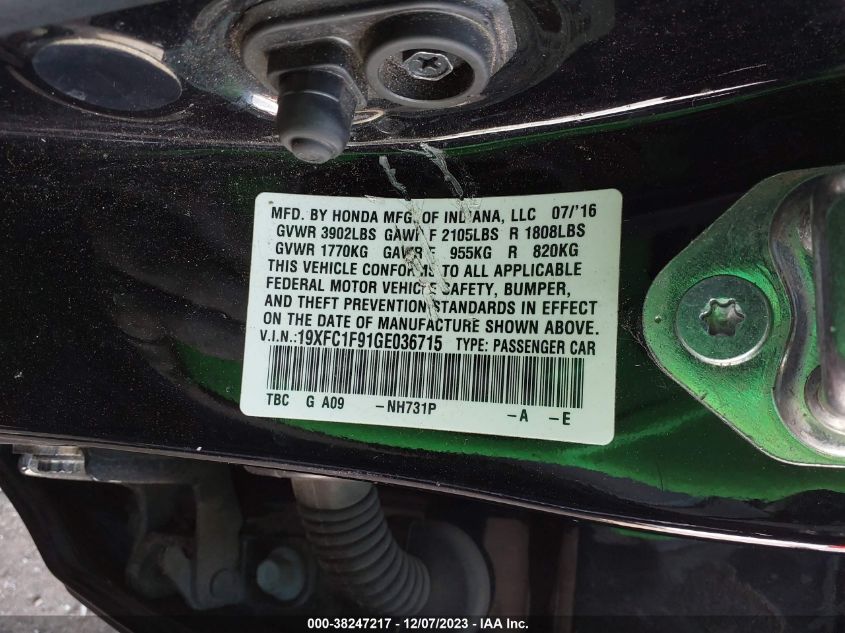 MFD. BY HONDA MFG. OF INDIANA, LLC 07/'16
GVWR 3902LBS GAWR F 2105LBS R 1808LBS
GVWR 1770KG GAWR F 955KG R 820KG
THIS VEHICLE CONFORMS TO ALL APPLICABLE
FEDERAL MOTOR VEHICLE SAFETY, BUMPER,
AND THEFT PREVENTION STANDARDS IN EFFECT
ON THE DATE OF MANUFACTURE SHOWN ABOVE.
V.I.N.:19XFC1F91GE036715 TYPE: PASSENGER CAR
TBC G A09 -NH731P -A -E
000-38247217 - 12/07/2023 - IAA Inc.